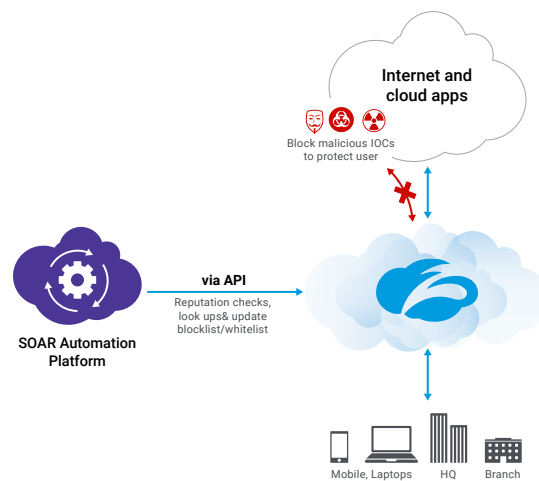 Internet and
cloud apps
Block malicious IOCs
to protect user
via API
Reputation checks,
look ups& update
blocklist/whitelist
SOAR Automation
Platform
Mobile, Laptops
HQ
Branch